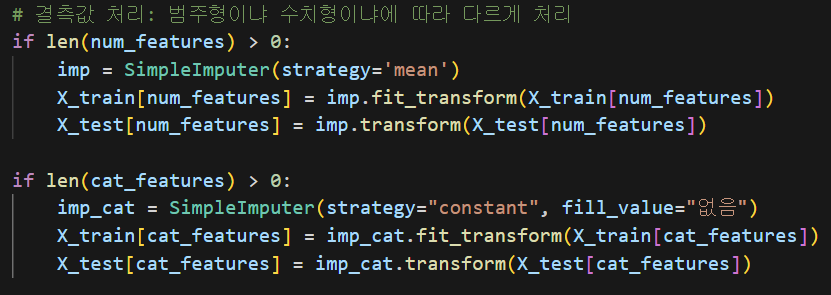 # 결측값 처리: 범주형이냐 수치형이냐에 따라 다르게 처리
if len(num_features) > 0:
    imp = SimpleImputer(strategy='mean')
    X_train[num_features] = imp.fit_transform(X_train[num_features])
    X_test[num_features] = imp.transform(X_test[num_features])

if len(cat_features) > 0:
    imp_cat = SimpleImputer(strategy="constant", fill_value="없음")
    X_train[cat_features] = imp_cat.fit_transform(X_train[cat_features])
    X_test[cat_features] = imp_cat.transform(X_test[cat_features])